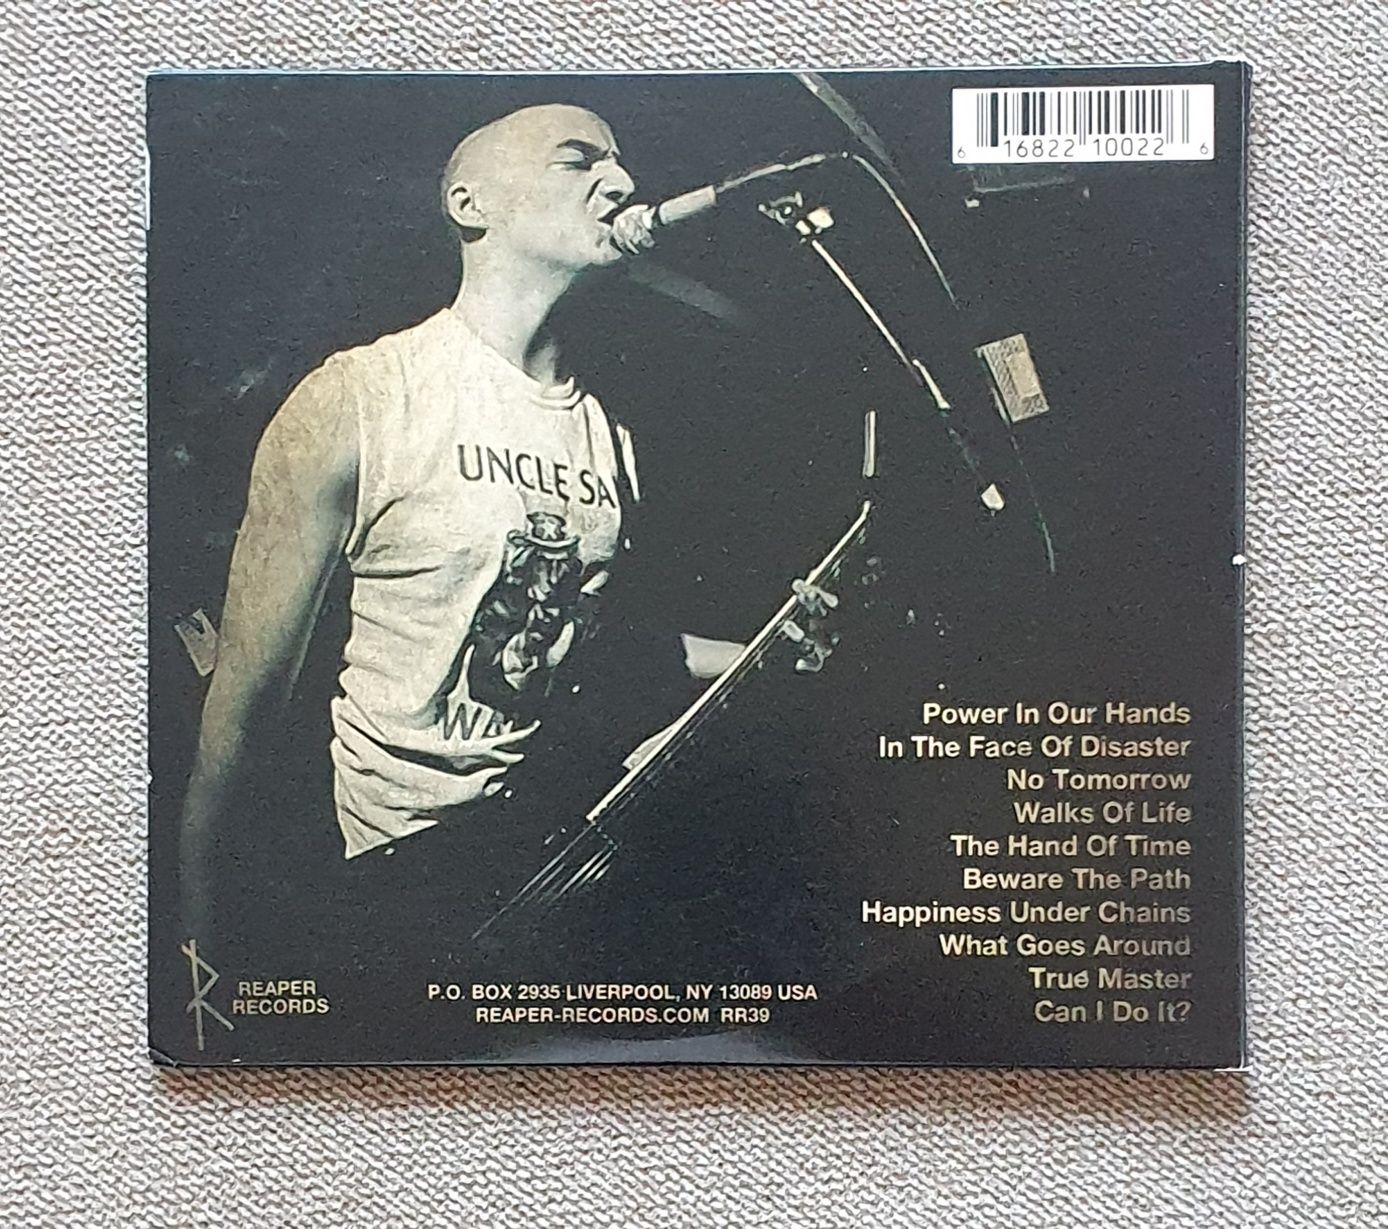 6 16822 10022 6
UNCLE SA
WA
Power In Our Hands
In The Face Of Disaster
No Tomorrow
Walks Of Life
The Hand Of Time
Beware The Path
Happiness Under Chains
What Goes Around
True Master
Can I Do It?
REAPER
RECORDS
P.O. BOX 2935 LIVERPOOL, NY 13089 USA
REAPER-RECORDS.COM RR39